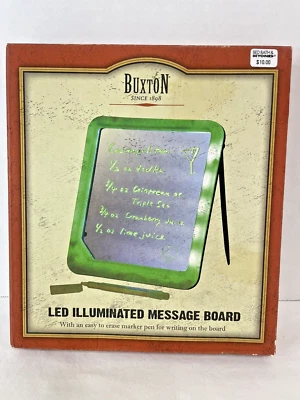 BED BATH &
BEYOND
$10.00
BUXTON
SINCE 1898
1/2 oz Vodka
3/4 oz Cointreau or
Triple Sec
3/4 oz Cranberry Juice
1/2 oz lime juice
LED ILLUMINATED MESSAGE BOARD
With an easy to erase marker pen for writing on the board